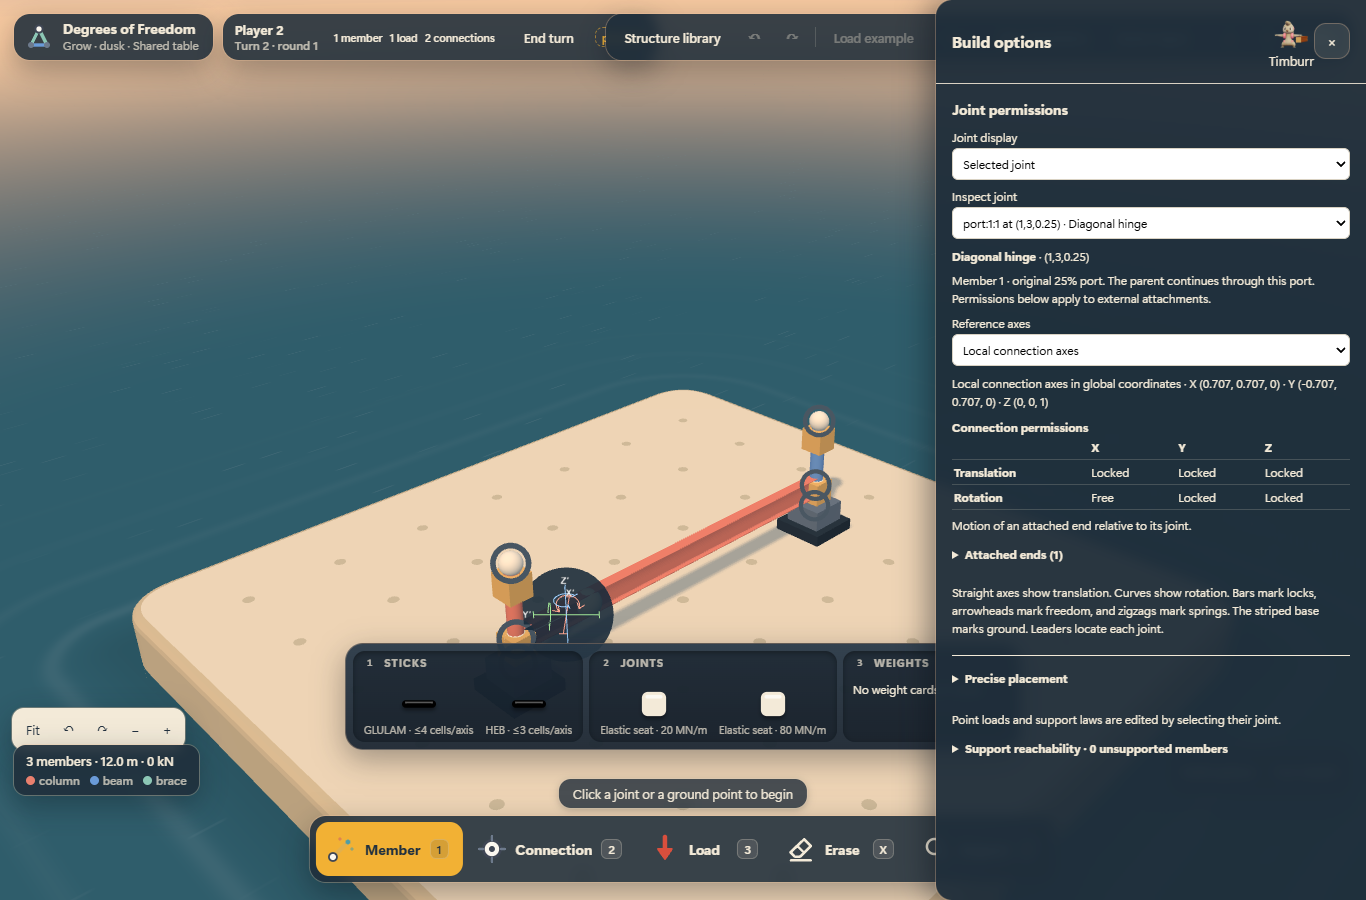 Degrees of Freedom
Grow · dusk · Shared table
Player 2
Turn 2 · round 1
1 member 1 load 2 connections
End turn
Structure library
Load example
Build options
Timburr
×
Joint permissions
Joint display
Selected joint
Inspect joint
port:1:1 at (1,3,0.25) · Diagonal hinge
Diagonal hinge · (1,3,0.25)
Member 1 · original 25% port. The parent continues through this port.
Permissions below apply to external attachments.
Reference axes
Local connection axes
Local connection axes in global coordinates · X (0.707, 0.707, 0) · Y (-0.707,
0.707, 0) · Z (0, 0, 1)
Connection permissions
X Y Z
Translation Locked Locked Locked
Rotation Free Locked Locked
Motion of an attached end relative to its joint.
Attached ends (1)
Straight axes show translation. Curves show rotation. Bars mark locks,
arrowheads mark freedom, and zigzags mark springs. The striped base
marks ground. Leaders locate each joint.
Precise placement
Point loads and support laws are edited by selecting their joint.
Support reachability · 0 unsupported members
Z'
X'
Y'
1 STICKS
GLULAM · ≤4 cells/axis
HEB · ≤3 cells/axis
2 JOINTS
Elastic seat · 20 MN/m
Elastic seat · 80 MN/m
3 WEIGHTS
No weight cards
Fit
−
+
3 members · 12.0 m · 0 kN
column beam brace
Click a joint or a ground point to begin
Member 1
Connection 2
Load 3
Erase X